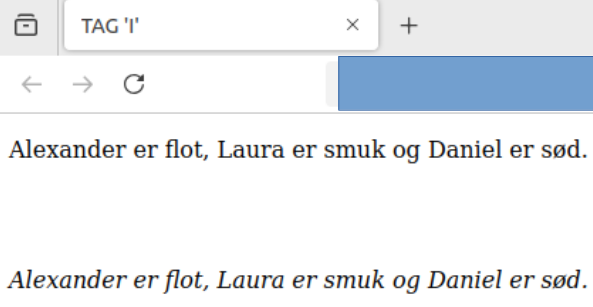 TAG 'I'
Alexander er flot, Laura er smuk og Daniel er sød.
Alexander er flot, Laura er smuk og Daniel er sød.